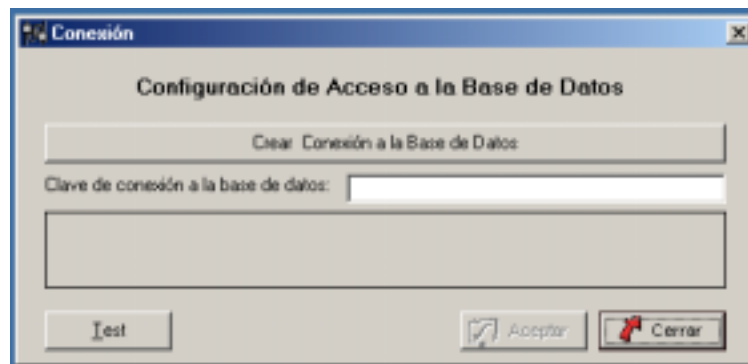 Conexión
Configuración de Acceso a la Base de Datos
Crear Conexión a la Base de Datos
Clave de conexión a la base de datos:
Test
Aceptar
Cerrar